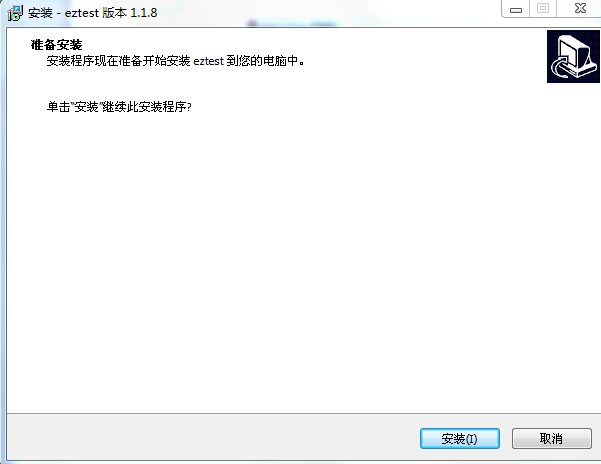 安装 - eztest 版本 1.1.8
准备安装
安装程序现在准备开始安装 eztest 到您的电脑中。
单击“安装”继续此安装程序?
安装(I) 取消